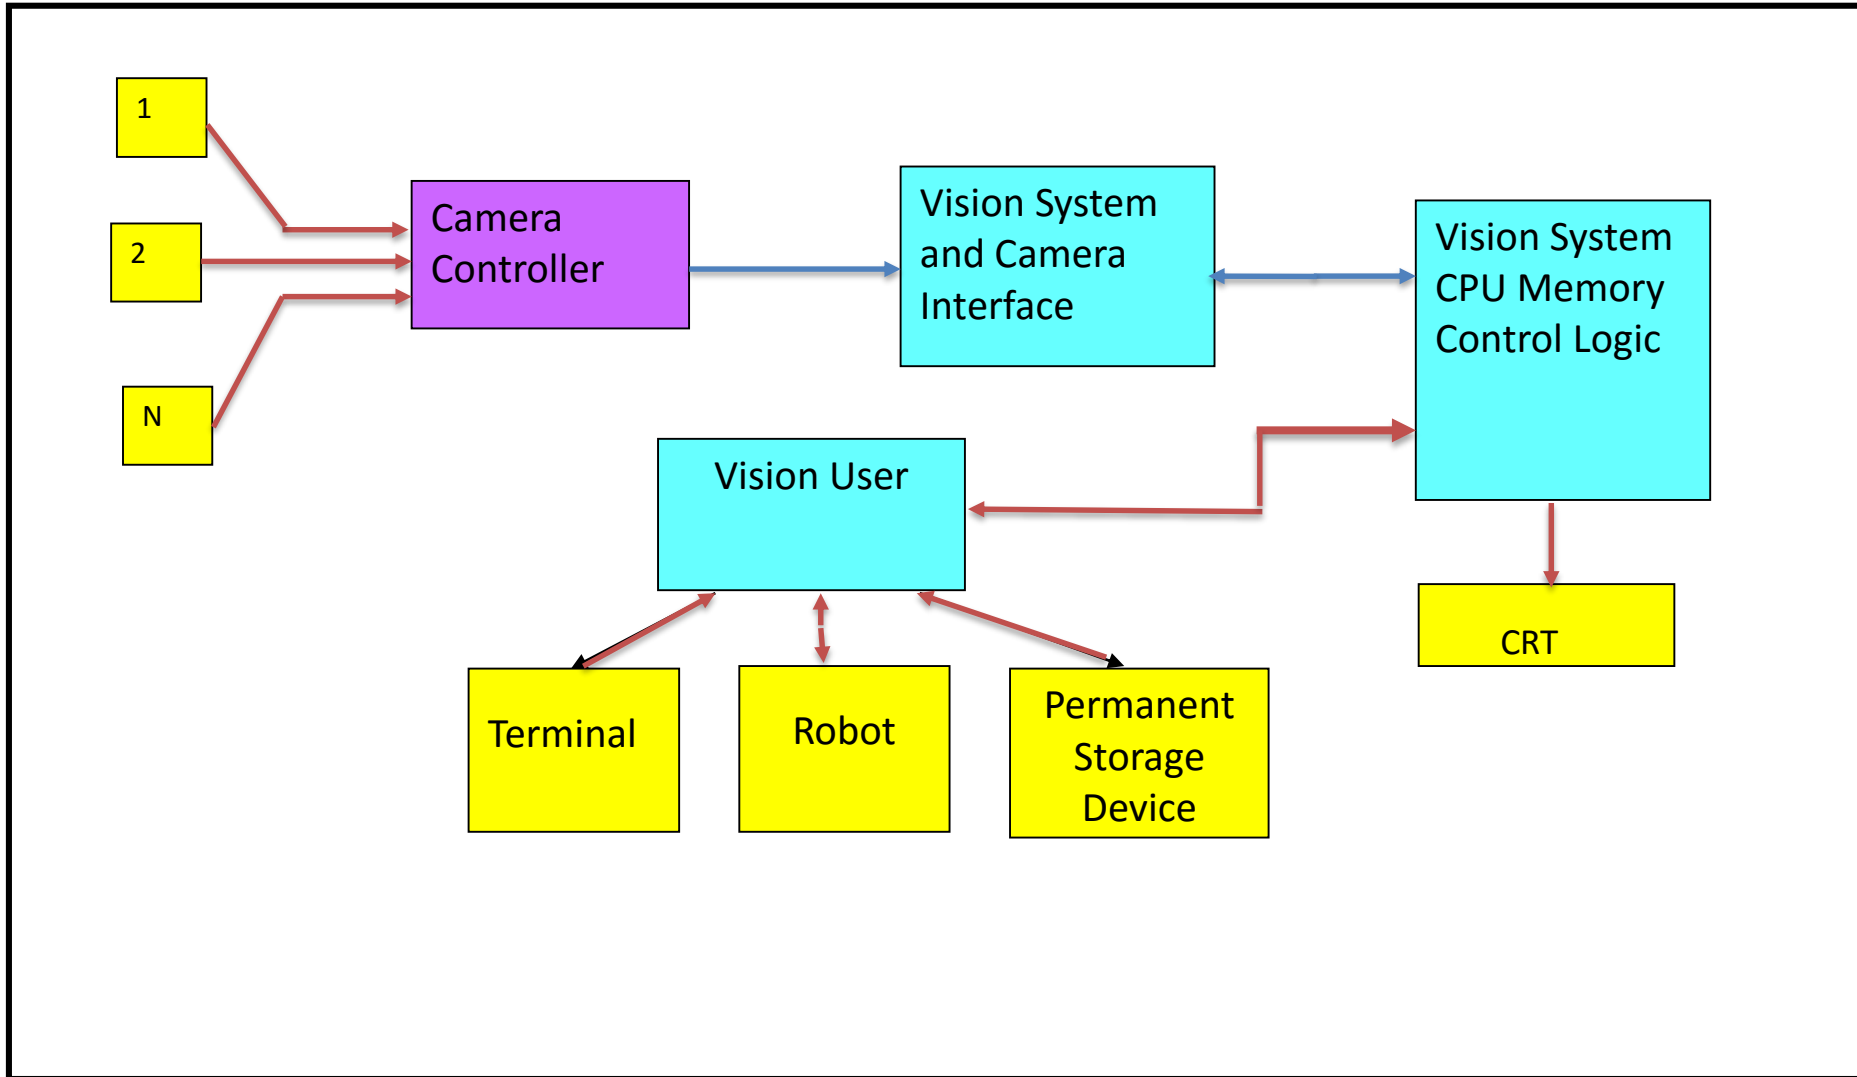 1
2
N
Camera
Controller
Vision System
and Camera
Interface
Vision System
CPU Memory
Control Logic
Vision User
Terminal
Robot
Permanent
Storage
Device
CRT